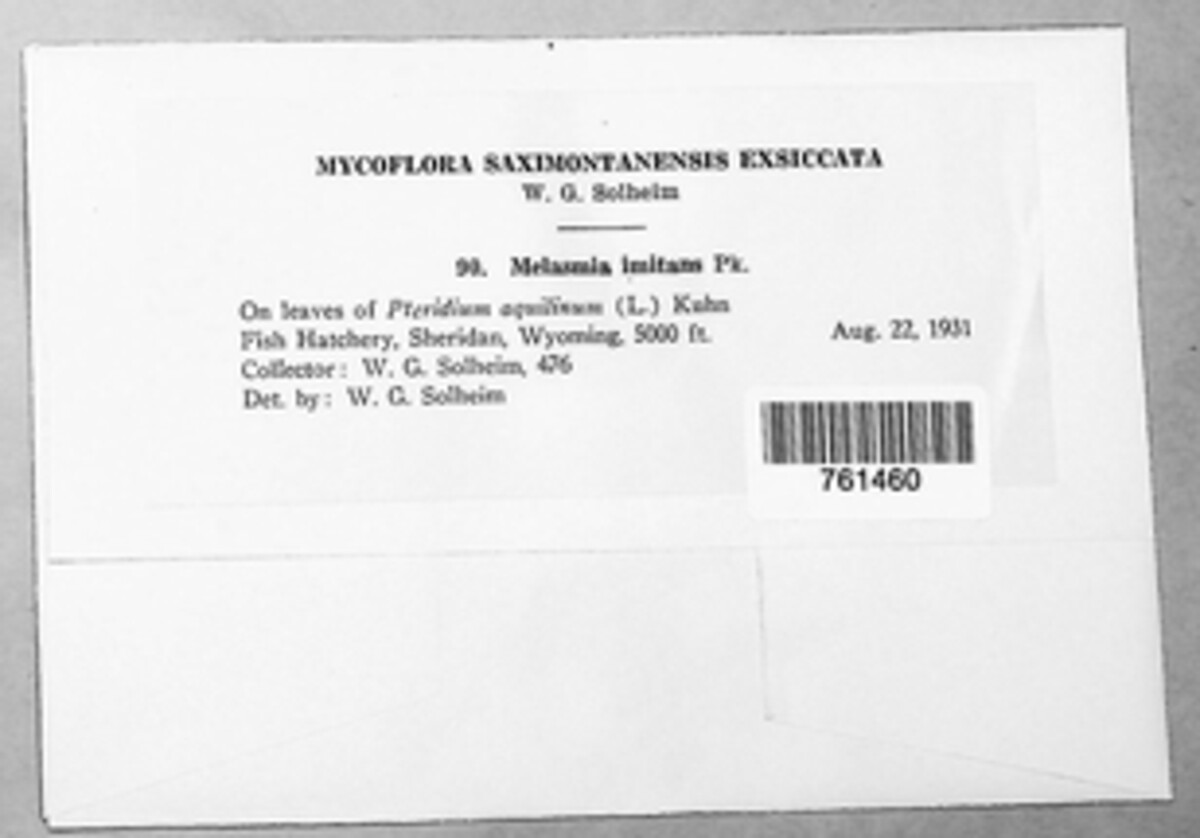 MYCOFLORA SAXIMONTANENSIS EXSICCATA
W. G. Solheim
90. Melasmia imitans Pk.
On leaves of Pteridium aquilinum (L.) Kuhn
Fish Hatchery, Sheridan, Wyoming, 5000 ft. Aug. 22, 1931
Collector: W. G. Solheim, 476
Det. by: W. G. Solheim
761460